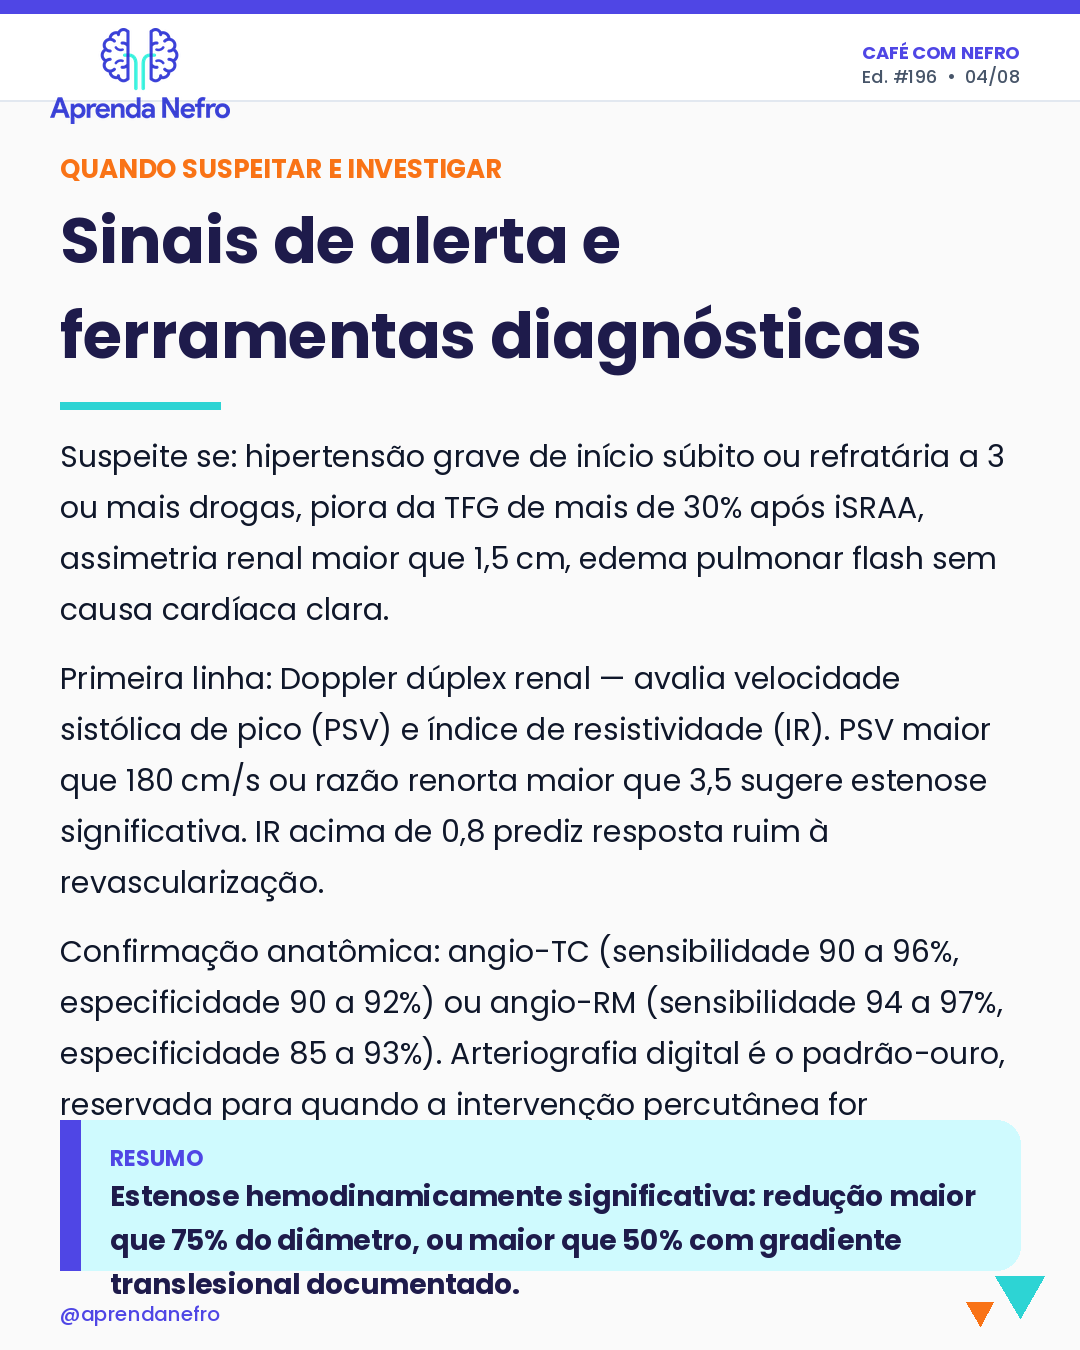 Aprenda Nefro
CAFÉ COM NEFRO
Ed. #196 • 04/08
QUANDO SUSPEITAR E INVESTIGAR
Sinais de alerta e
ferramentas diagnósticas
Suspeite se: hipertensão grave de início súbito ou refratária a 3
ou mais drogas, piora da TFG de mais de 30% após iSRAA,
assimetria renal maior que 1,5 cm, edema pulmonar flash sem
causa cardíaca clara.
Primeira linha: Doppler dúplex renal — avalia velocidade
sistólica de pico (PSV) e índice de resistividade (IR). PSV maior
que 180 cm/s ou razão renorta maior que 3,5 sugere estenose
significativa. IR acima de 0,8 prediz resposta ruim à
revascularização.
Confirmação anatômica: angio-TC (sensibilidade 90 a 96%,
especificidade 90 a 92%) ou angio-RM (sensibilidade 94 a 97%,
especificidade 85 a 93%). Arteriografia digital é o padrão-ouro,
reservada para quando a intervenção percutânea for
RESUMO
Estenose hemodinamicamente significativa: redução maior
que 75% do diâmetro, ou maior que 50% com gradiente
translesional documentado.
@aprendanefro